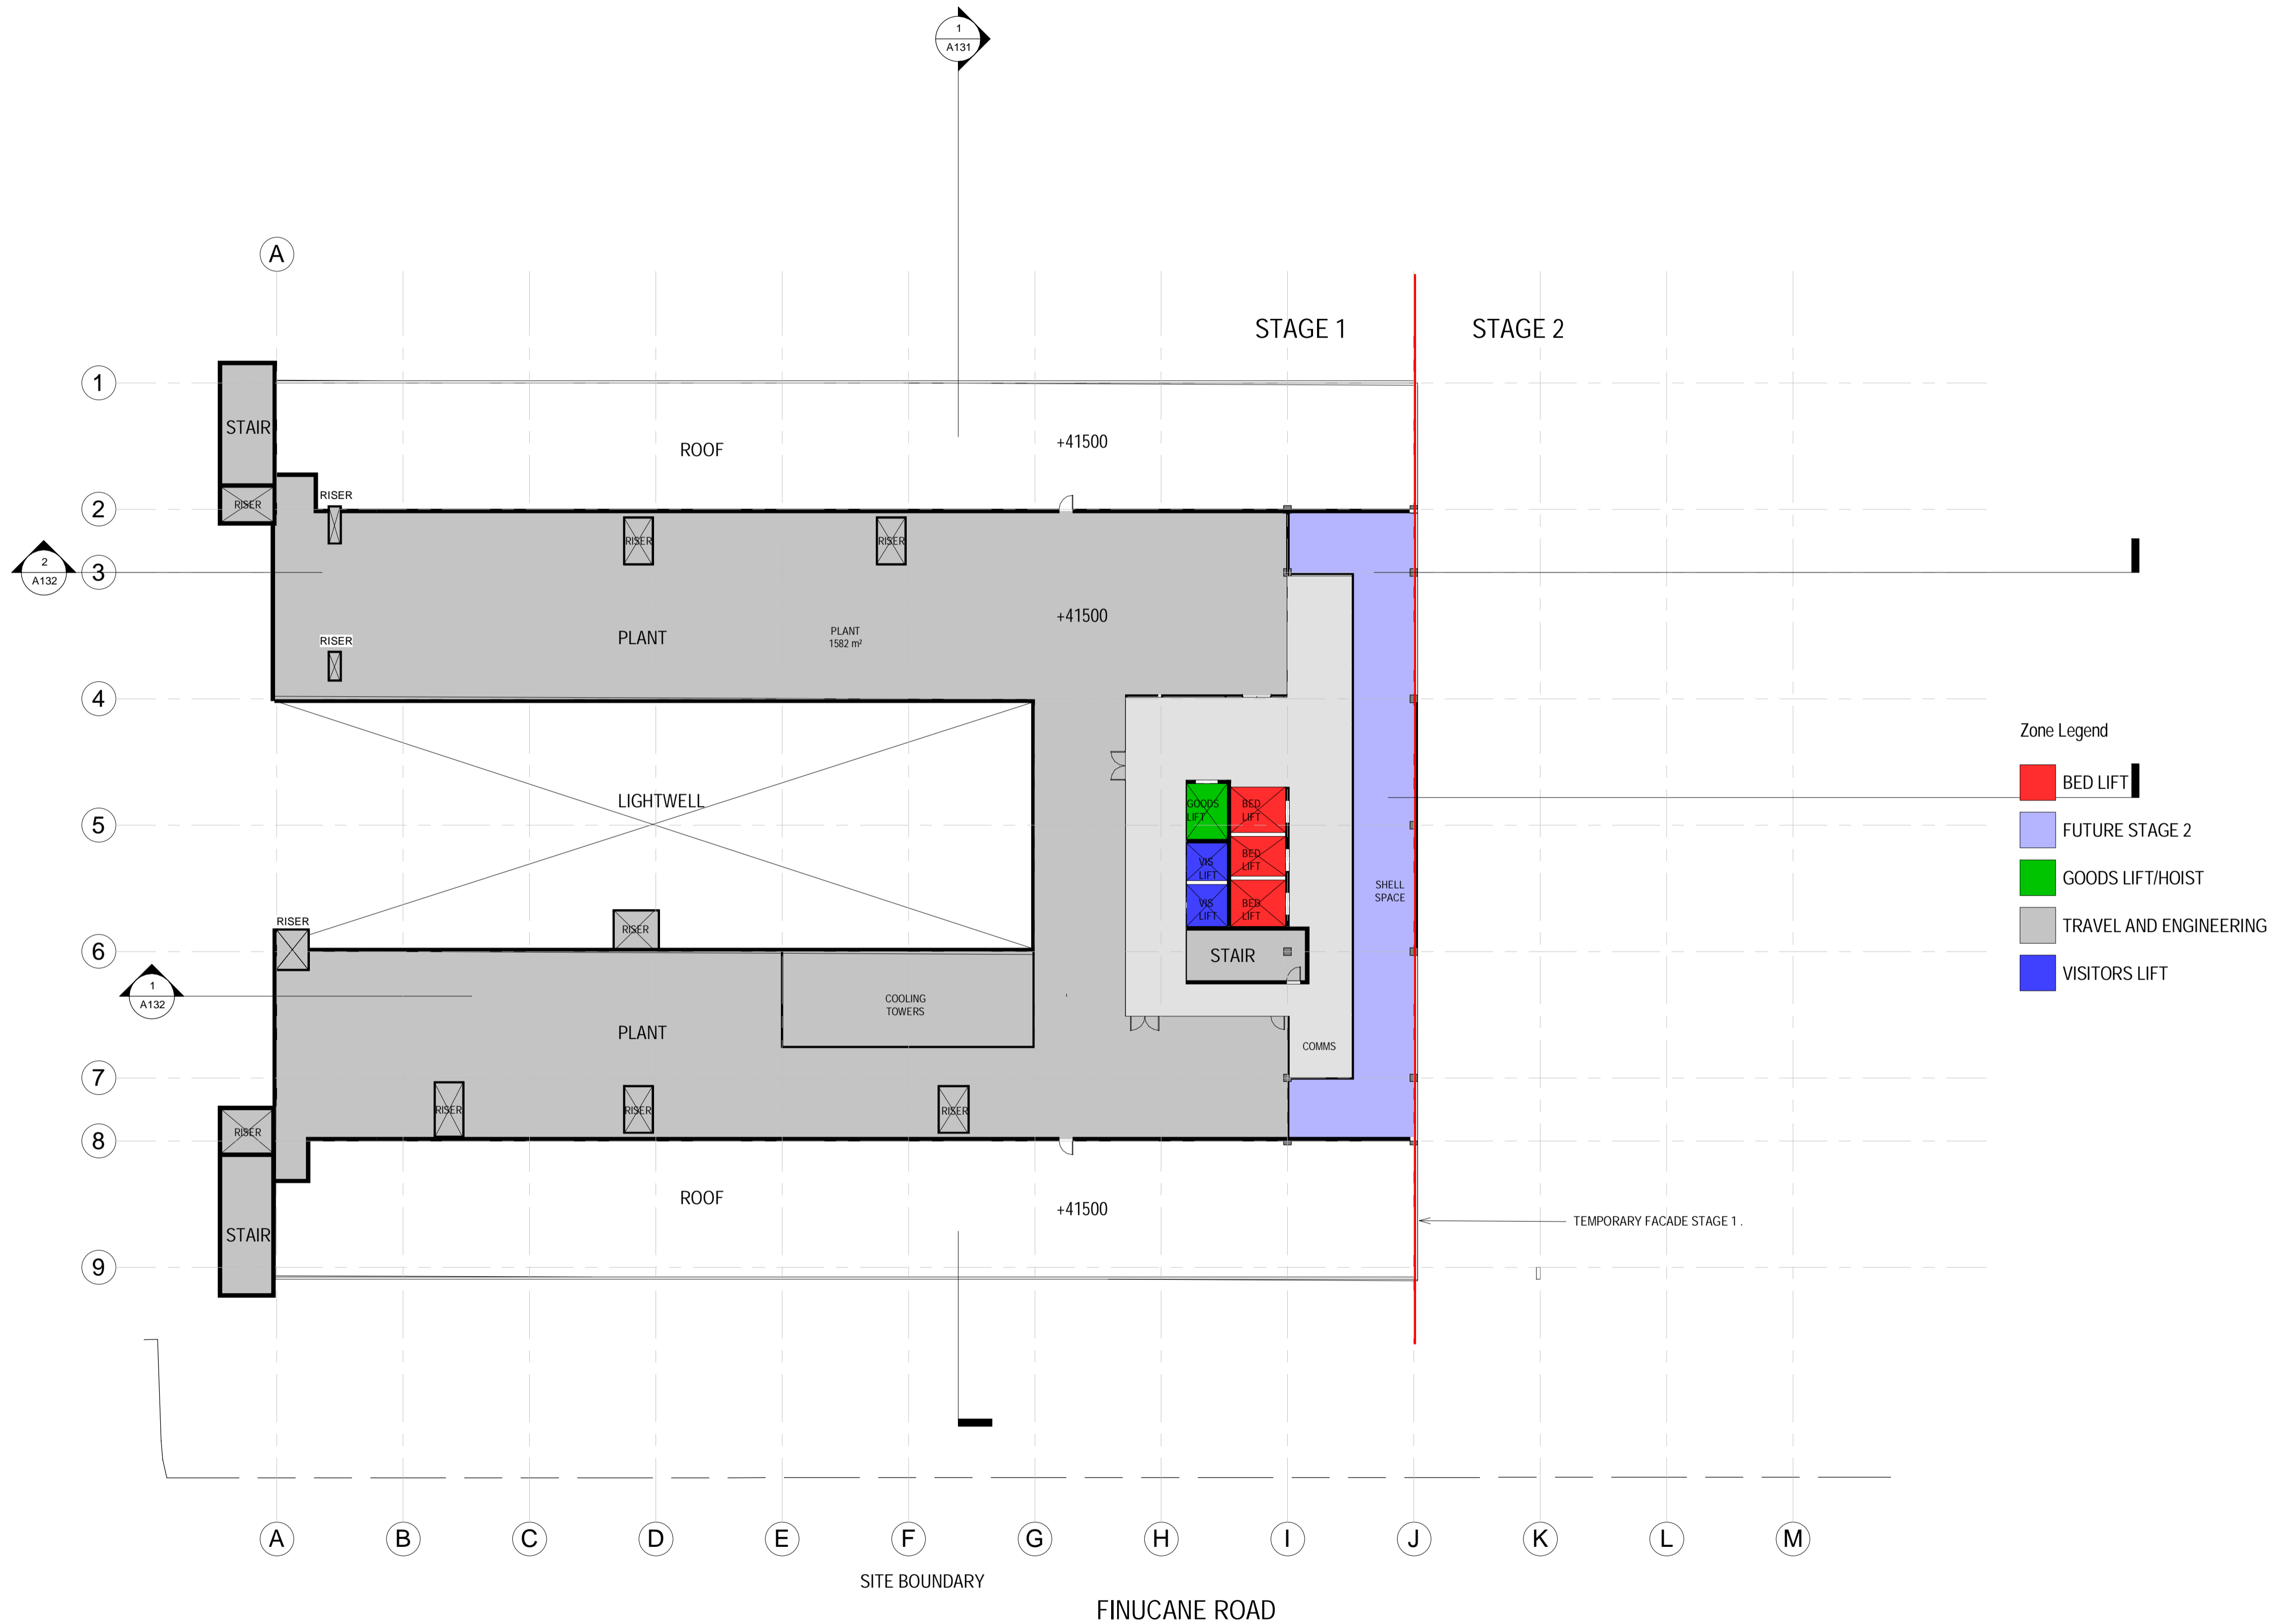 1
A131
A
STAGE 1
STAGE 2
1
STAIR
ROOF
+41500
RISER
RISER
2
RISER
RISER
2
A132
3
+41500
RISER
PLANT
PLANT
1582 m²
4
Zone Legend
BED LIFT
FUTURE STAGE 2
GOODS LIFT/HOIST
TRAVEL AND ENGINEERING
VISITORS LIFT
LIGHTWELL
GOODS
LIFT
BED
LIFT
5
BED
LIFT
VIS
LIFT
SHELL
SPACE
BED
LIFT
VIS
LIFT
RISER
RISER
6
STAIR
1
A132
COOLING
TOWERS
PLANT
COMMS
7
RISER
RISER
RISER
RISER
8
ROOF
+41500
TEMPORARY FACADE STAGE 1 .
STAIR
9
A
B
C
D
E
F
G
H
I
J
K
L
M
SITE BOUNDARY
FINUCANE ROAD